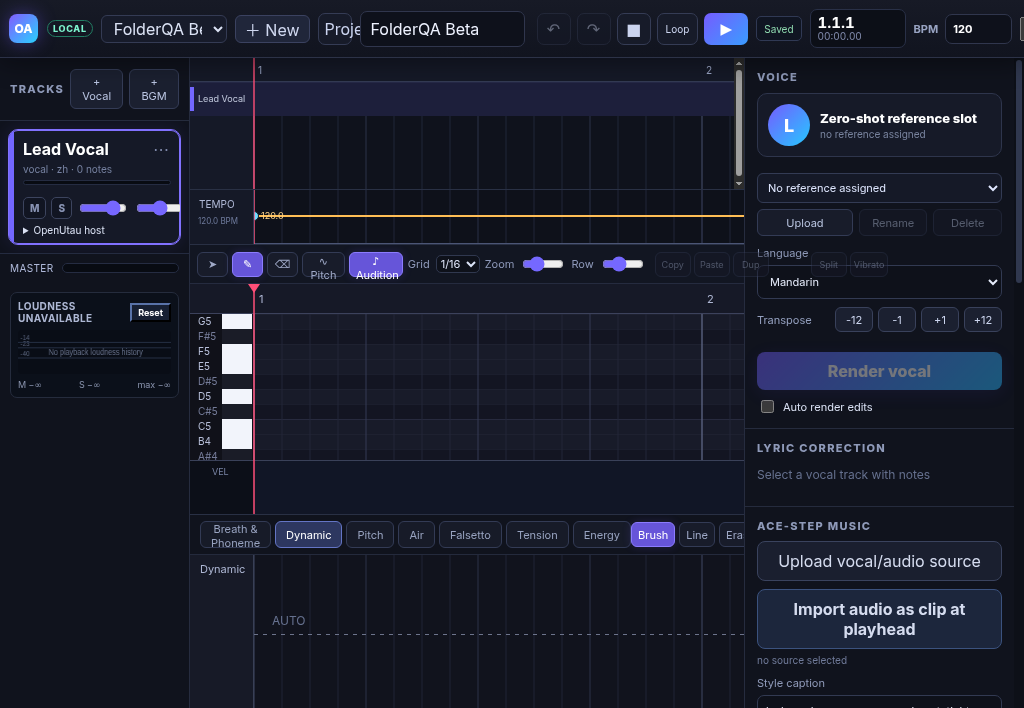 OA
LOCAL
FolderQA Be
+ New
Proje
FolderQA Beta
Loop
Saved
1.1.1
00:00.00
BPM
120
TRACKS
+
Vocal
+
BGM
Lead Vocal
vocal · zh · 0 notes
M
S
OpenUtau host
MASTER
LOUDNESS
UNAVAILABLE
Reset
-14
-23
-40
No playback loudness history
M −∞
S −∞
max −∞
1
2
Lead Vocal
TEMPO
120.0 BPM
120.0
Pitch
Audition
Grid
1/16
Zoom
Row
Copy
Paste
Dup
Split
Vibrato
1
2
G5
F#5
F5
E5
D#5
D5
C#5
C5
B4
A#4
VEL
Breath &
Phoneme
Dynamic
Pitch
Air
Falsetto
Tension
Energy
Brush
Line
Eras
Dynamic
AUTO
VOICE
L
Zero-shot reference slot
no reference assigned
No reference assigned
Upload
Rename
Delete
Language
Mandarin
Transpose
-12
-1
+1
+12
Render vocal
Auto render edits
LYRIC CORRECTION
Select a vocal track with notes
ACE-STEP MUSIC
Upload vocal/audio source
Import audio as clip at
playhead
no source selected
Style caption